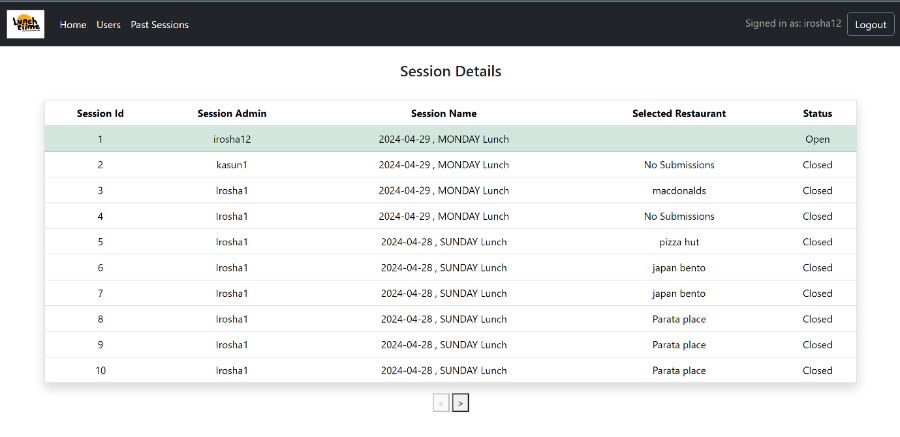 Lunch time
Home Users Past Sessions Signed in as: irosha12 Logout
Session Details
Session Id Session Admin Session Name Selected Restaurant Status
1 irosha12 2024-04-29 , MONDAY Lunch Open
2 kasun1 2024-04-29 , MONDAY Lunch No Submissions Closed
3 Irosha1 2024-04-29 , MONDAY Lunch macdonalds Closed
4 Irosha1 2024-04-29 , MONDAY Lunch No Submissions Closed
5 Irosha1 2024-04-28 , SUNDAY Lunch pizza hut Closed
6 Irosha1 2024-04-28 , SUNDAY Lunch japan bento Closed
7 Irosha1 2024-04-28 , SUNDAY Lunch japan bento Closed
8 Irosha1 2024-04-28 , SUNDAY Lunch Parata place Closed
9 Irosha1 2024-04-28 , SUNDAY Lunch Parata place Closed
10 Irosha1 2024-04-28 , SUNDAY Lunch Parata place Closed
< >